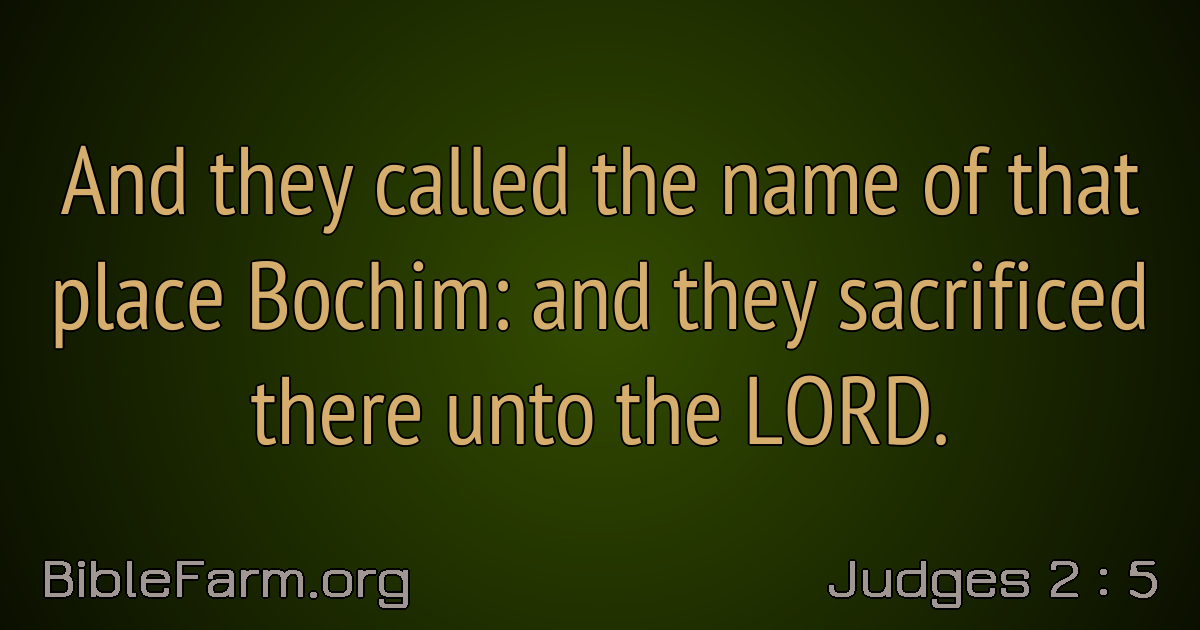 And they called the name of that
place Bochim: and they sacrificed
there unto the LORD.
BibleFarm.org
Judges 2 : 5